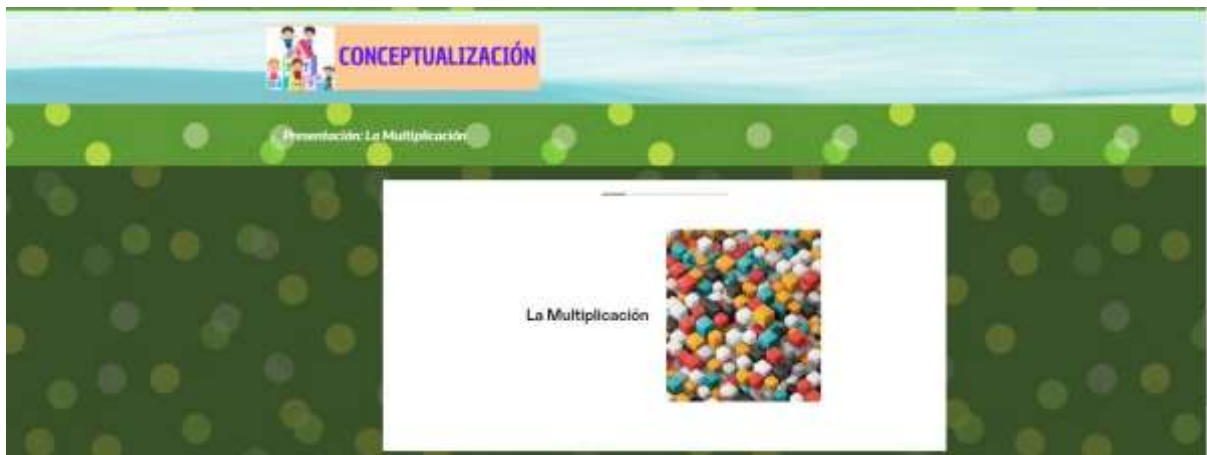 CONCEPTUALIZACIÓN
Presentación: La Multiplicación
La Multiplicación